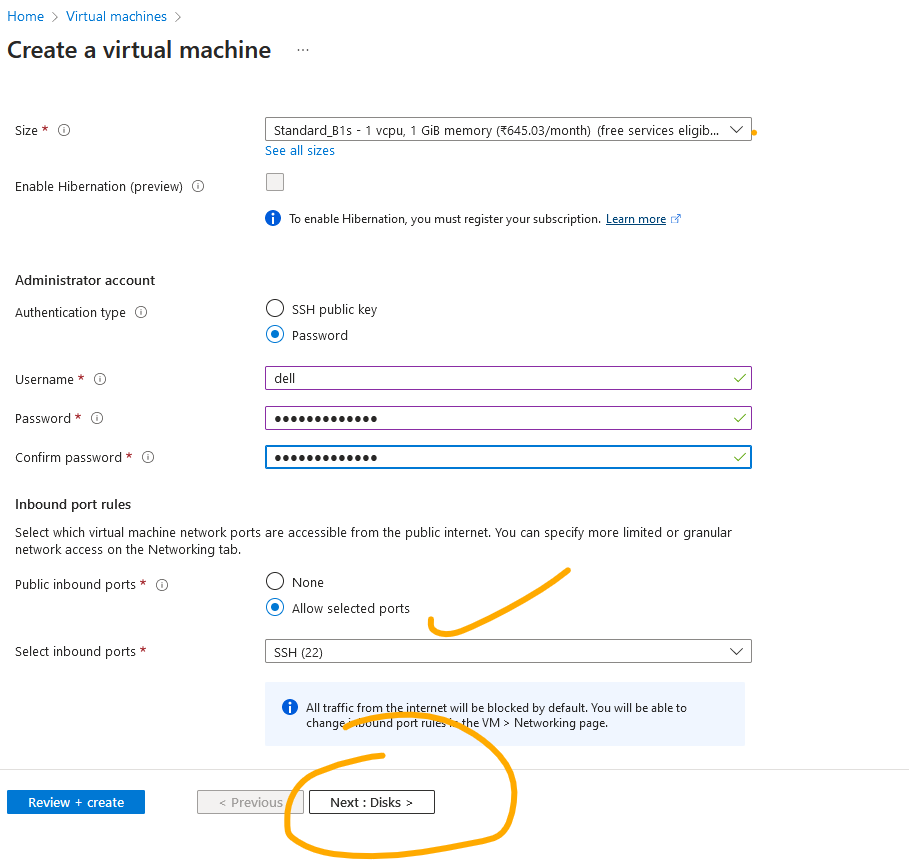 Home > Virtual machines >
Create a virtual machine ...
Size * Standard_B1s - 1 vcpu, 1 GiB memory (₹645.03/month) (free services eligib...
See all sizes
Enable Hibernation (preview)
To enable Hibernation, you must register your subscription. Learn more
Administrator account
Authentication type
SSH public key
Password
Username * dell
Password * ●●●●●●●●●●●●●
Confirm password * ●●●●●●●●●●●●●
Inbound port rules
Select which virtual machine network ports are accessible from the public internet. You can specify more limited or granular
network access on the Networking tab.
Public inbound ports *
None
Allow selected ports
Select inbound ports * SSH (22)
All traffic from the internet will be blocked by default. You will be able to
change inbound port rules in the VM > Networking page.
Review + create < Previous Next : Disks >